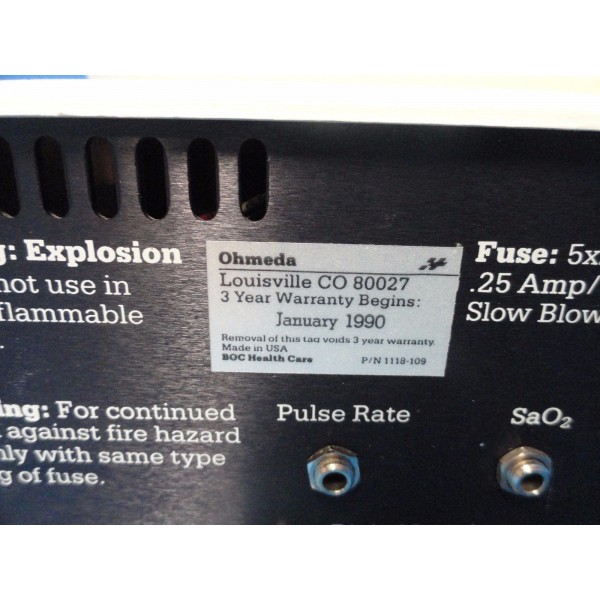 g: Explosion
not use in
flammable
.
Ohmeda
Louisville CO 80027
3 Year Warranty Begins:
January 1990
Removal of this tag voids 3 year warranty.
Made in USA
BOC Health Care P/N 1118-109
Fuse: 5x
.25 Amp/
Slow Blow
ing: For continued
against fire hazard
nly with same type
g of fuse.
Pulse Rate
SaO₂